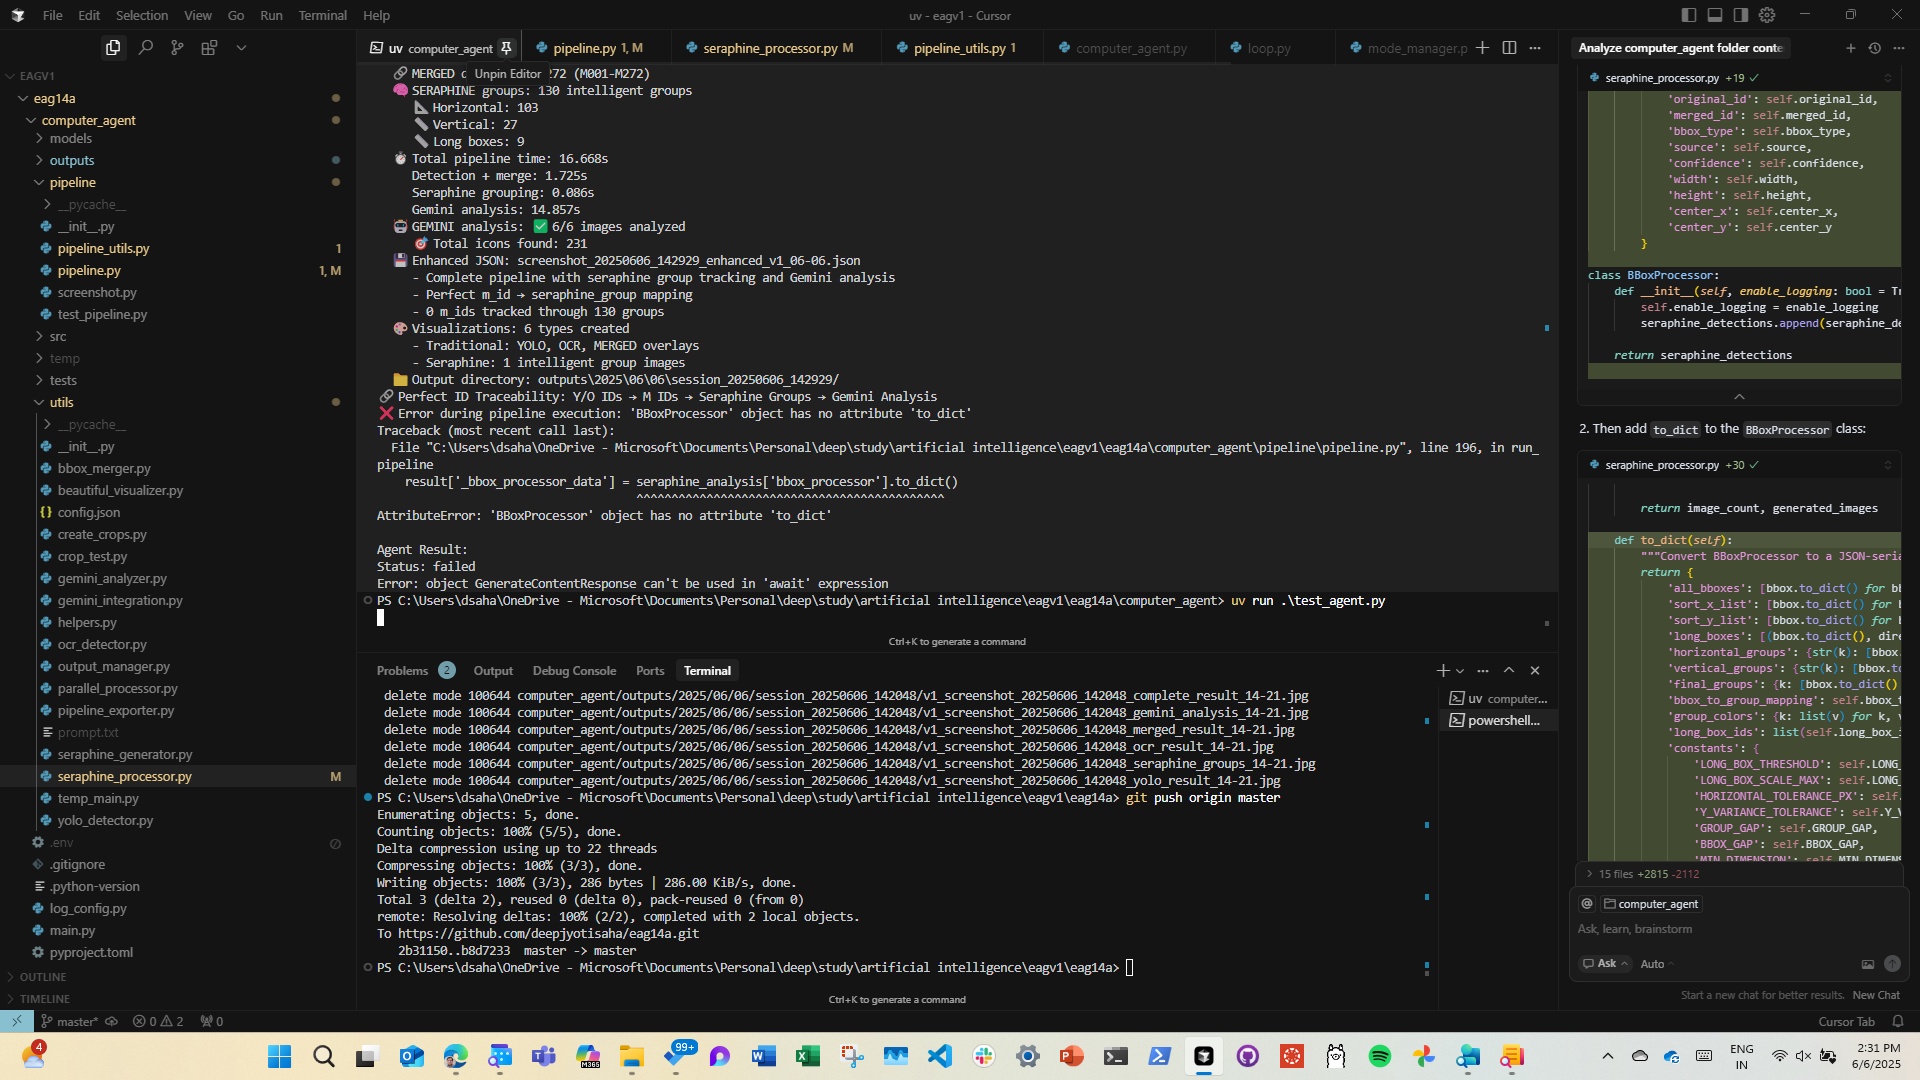 File Edit Selection View Go Run Terminal Help
uv - eagv1 - Cursor
EAGV1
eag14a
computer_agent
models
outputs
pipeline
__pycache__
__init__.py
pipeline_utils.py 1
pipeline.py 1, M
screenshot.py
test_pipeline.py
src
temp
tests
utils
__pycache__
__init__.py
bbox_merger.py
beautiful_visualizer.py
config.json
create_crops.py
crop_test.py
gemini_analyzer.py
gemini_integration.py
helpers.py
ocr_detector.py
output_manager.py
parallel_processor.py
pipeline_exporter.py
prompt.txt
seraphine_generator.py
seraphine_processor.py M
temp_main.py
yolo_detector.py
.env
.gitignore
.python-version
log_config.py
main.py
pyproject.toml
OUTLINE
TIMELINE
uv computer_agent
pipeline.py 1, M
seraphine_processor.py M
pipeline_utils.py 1
computer_agent.py
loop.py
mode_manager.p
Unpin Editor
MERGED 272 (M001-M272)
SERAPHINE groups: 130 intelligent groups
Horizontal: 103
Vertical: 27
Long boxes: 9
Total pipeline time: 16.668s
Detection + merge: 1.725s
Seraphine grouping: 0.086s
Gemini analysis: 14.857s
GEMINI analysis: ✅ 6/6 images analyzed
Total icons found: 231
Enhanced JSON: screenshot_20250606_142929_enhanced_v1_06-06.json
- Complete pipeline with seraphine group tracking and Gemini analysis
- Perfect m_id → seraphine_group mapping
- 0 m_ids tracked through 130 groups
Visualizations: 6 types created
- Traditional: YOLO, OCR, MERGED overlays
- Seraphine: 1 intelligent group images
Output directory: outputs\2025\06\06\session_20250606_142929/
Perfect ID Traceability: Y/O IDs → M IDs → Seraphine Groups → Gemini Analysis
❌ Error during pipeline execution: 'BBoxProcessor' object has no attribute 'to_dict'
Traceback (most recent call last):
File "C:\Users\dsaha\OneDrive - Microsoft\Documents\Personal\deep\study\artificial intelligence\eagv1\eag14a\computer_agent\pipeline\pipeline.py", line 196, in run_
pipeline
result['_bbox_processor_data'] = seraphine_analysis['bbox_processor'].to_dict()
^^^^^^^^^^^^^^^^^^^^^^^^^^^^^^^^^^^^^^^^^^^^^^
AttributeError: 'BBoxProcessor' object has no attribute 'to_dict'
Agent Result:
Status: failed
Error: object GenerateContentResponse can't be used in 'await' expression
PS C:\Users\dsaha\OneDrive - Microsoft\Documents\Personal\deep\study\artificial intelligence\eagv1\eag14a\computer_agent> uv run .\test_agent.py
Ctrl+K to generate a command
Problems 2 Output Debug Console Ports Terminal
delete mode 100644 computer_agent/outputs/2025/06/06/session_20250606_142048/v1_screenshot_20250606_142048_complete_result_14-21.jpg
delete mode 100644 computer_agent/outputs/2025/06/06/session_20250606_142048/v1_screenshot_20250606_142048_gemini_analysis_14-21.jpg
delete mode 100644 computer_agent/outputs/2025/06/06/session_20250606_142048/v1_screenshot_20250606_142048_merged_result_14-21.jpg
delete mode 100644 computer_agent/outputs/2025/06/06/session_20250606_142048/v1_screenshot_20250606_142048_ocr_result_14-21.jpg
delete mode 100644 computer_agent/outputs/2025/06/06/session_20250606_142048/v1_screenshot_20250606_142048_seraphine_groups_14-21.jpg
delete mode 100644 computer_agent/outputs/2025/06/06/session_20250606_142048/v1_screenshot_20250606_142048_yolo_result_14-21.jpg
PS C:\Users\dsaha\OneDrive - Microsoft\Documents\Personal\deep\study\artificial intelligence\eagv1\eag14a> git push origin master
Enumerating objects: 5, done.
Counting objects: 100% (5/5), done.
Delta compression using up to 22 threads
Compressing objects: 100% (3/3), done.
Writing objects: 100% (3/3), 286 bytes | 286.00 KiB/s, done.
Total 3 (delta 2), reused 0 (delta 0), pack-reused 0 (from 0)
remote: Resolving deltas: 100% (2/2), completed with 2 local objects.
To https://github.com/deepjyotisaha/eag14a.git
2b31150..b8d7233 master -> master
PS C:\Users\dsaha\OneDrive - Microsoft\Documents\Personal\deep\study\artificial intelligence\eagv1\eag14a>
Ctrl+K to generate a command
uv computer...
powershell...
Analyze computer_agent folder conte
seraphine_processor.py +19 ✓
'original_id': self.original_id,
'merged_id': self.merged_id,
'bbox_type': self.bbox_type,
'source': self.source,
'confidence': self.confidence,
'width': self.width,
'height': self.height,
'center_x': self.center_x,
'center_y': self.center_y
}
class BBoxProcessor:
def __init__(self, enable_logging: bool = Tr
self.enable_logging = enable_logging
seraphine_detections.append(seraphine_de
return seraphine_detections
2. Then add to_dict to the BBoxProcessor class:
seraphine_processor.py +30 ✓
return image_count, generated_images
def to_dict(self):
"""Convert BBoxProcessor to a JSON-seria
return {
'all_bboxes': [bbox.to_dict() for bb
'sort_x_list': [bbox.to_dict() for b
'sort_y_list': [bbox.to_dict() for b
'long_boxes': [(bbox.to_dict(), dire
'horizontal_groups': {str(k): [bbox.
'vertical_groups': {str(k): [bbox.to
'final_groups': {k: [bbox.to_dict()
'bbox_to_group_mapping': self.bbox_t
'group_colors': {k: list(v) for k, v
'long_box_ids': list(self.long_box_i
'constants': {
'LONG_BOX_THRESHOLD': self.LONG_
'LONG_BOX_SCALE_MAX': self.LONG_
'HORIZONTAL_TOLERANCE_PX': self.
'Y_VARIANCE_TOLERANCE': self.Y_V
'GROUP_GAP': self.GROUP_GAP,
'BBOX_GAP': self.BBOX_GAP,
'MIN_DIMENSION': self.MIN_DIMENS
15 files +2815 -2112
@ computer_agent
Ask, learn, brainstorm
Ask Auto
Start a new chat for better results. New Chat
master* 0 2 0
Cursor Tab
4
99+
M365
ENG
IN
2:31 PM
6/6/2025